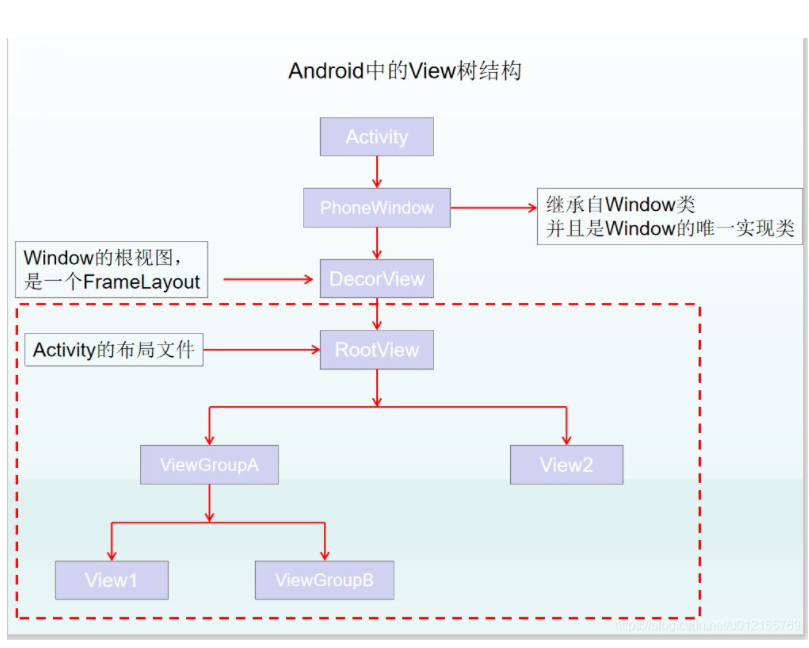 Android中的View树结构
Activity
PhoneWindow
继承自Window类
并且是Window的唯一实现类
Window的根视图，
是一个FrameLayout
DecorView
Activity的布局文件
RootView
ViewGroupA
View2
View1
ViewGroupB
https://blog.csdn.net/u012165769